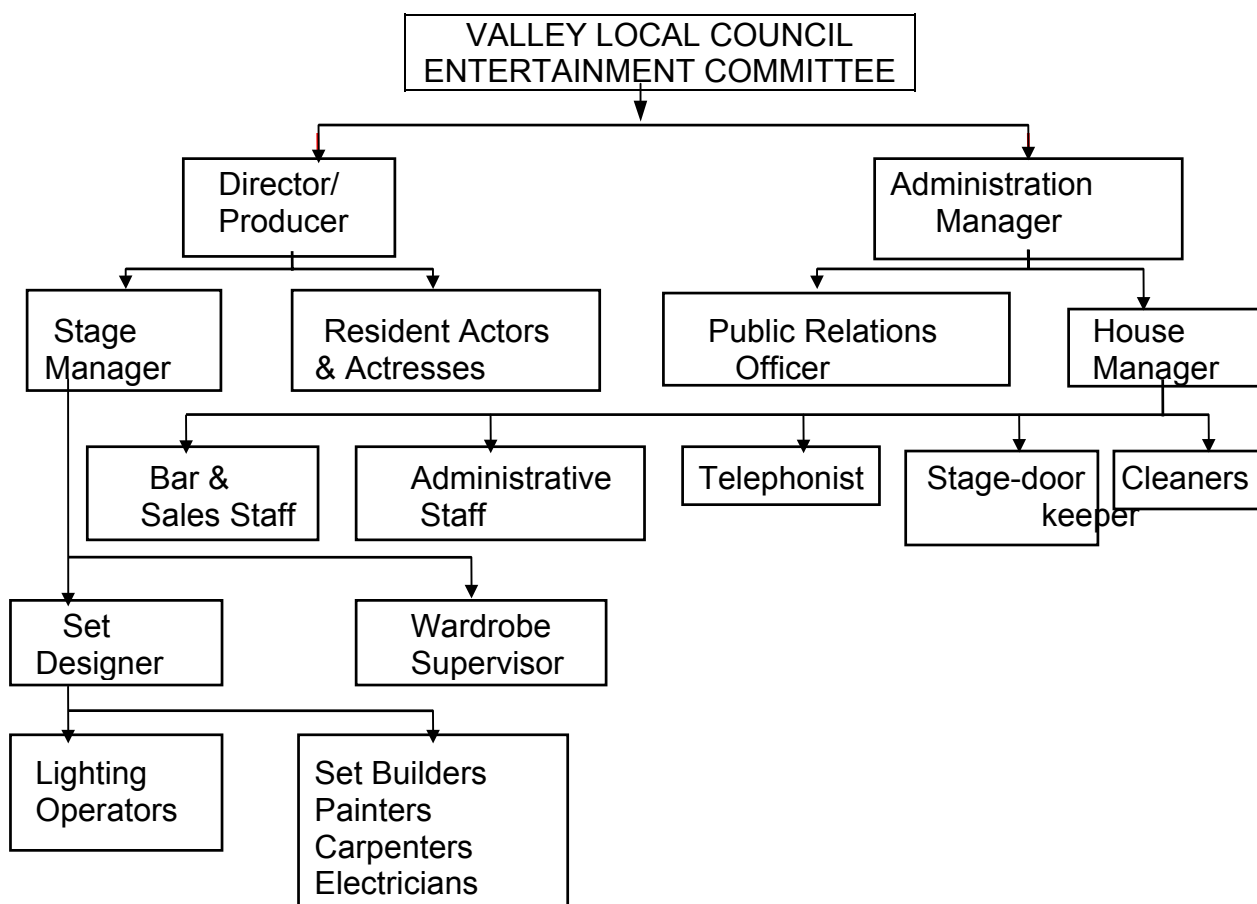 VALLEY LOCAL COUNCIL
ENTERTAINMENT COMMITTEE
Director/
Producer
Administration
Manager
Stage
Manager
Resident Actors
& Actresses
Public Relations
Officer
House
Manager
Bar &
Sales Staff
Administrative
Staff
Telephonist
Stage-door
keeper
Cleaners
Set
Designer
Wardrobe
Supervisor
Lighting
Operators
Set Builders
Painters
Carpenters
Electricians